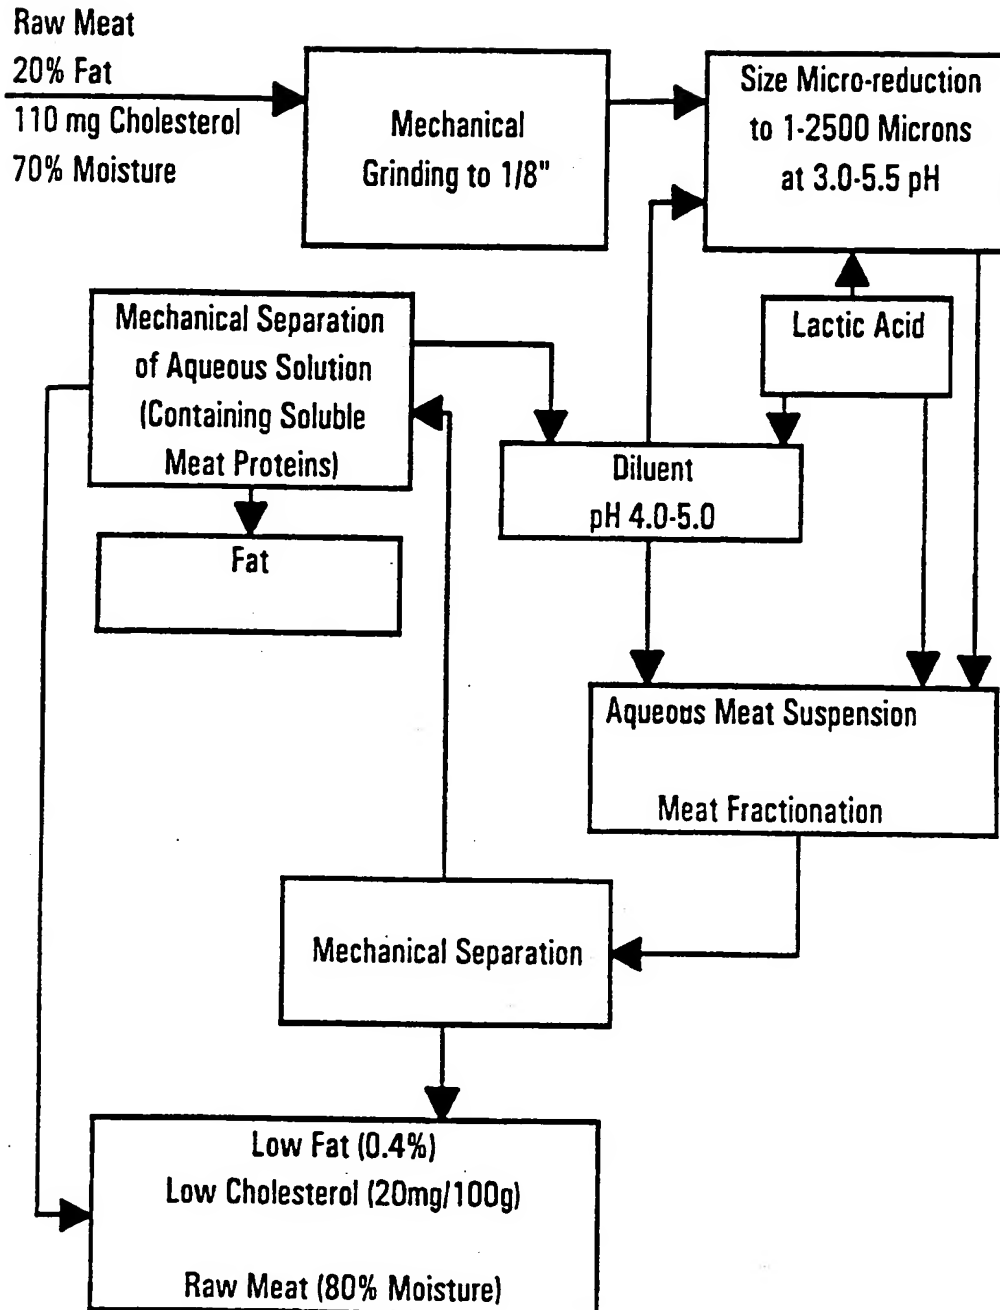 Raw Meat
20% Fat
110 mg Cholesterol
70% Moisture
Mechanical
Grinding to 1/8"
Size Micro-reduction
to 1-2500 Microns
at 3.0-5.5 pH
Mechanical Separation
of Aqueous Solution
(Containing Soluble
Meat Proteins)
Lactic Acid
Diluent
pH 4.0-5.0
Fat
Aqueous Meat Suspension
Meat Fractionation
Mechanical Separation
Low Fat (0.4%)
Low Cholesterol (20mg/100g)
Raw Meat (80% Moisture)